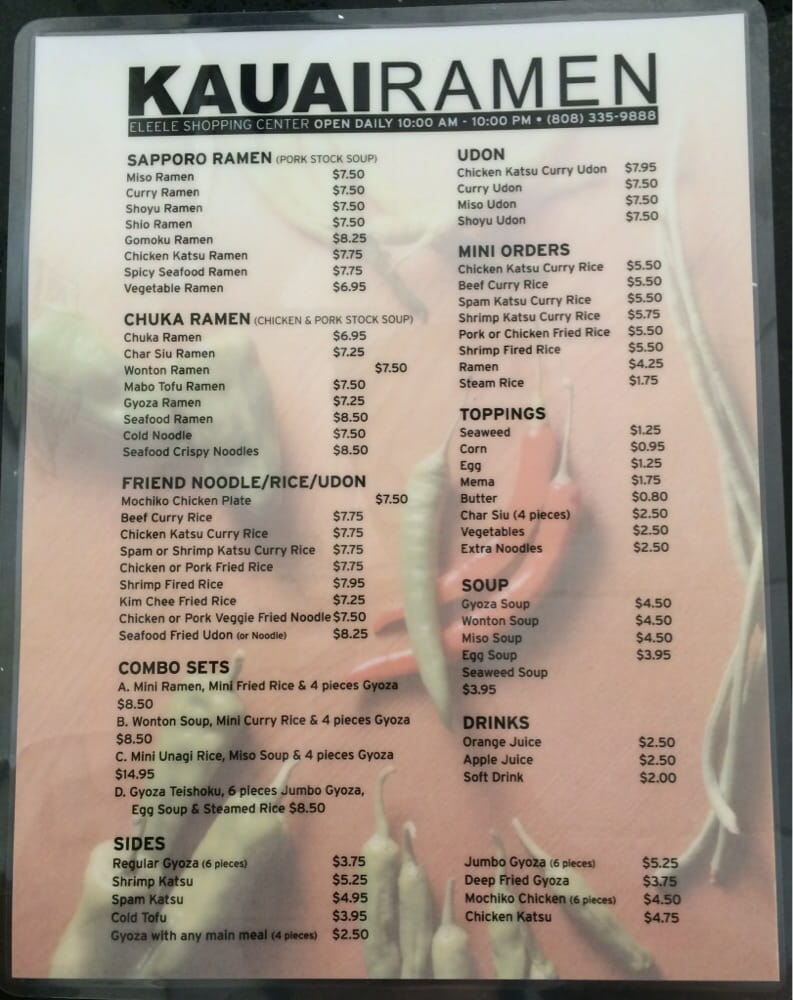 KAUAIRAMEN
ELEELE SHOPPING CENTER OPEN DAILY 10:00 AM - 10:00 PM • (808) 335-9888
SAPPORO RAMEN (PORK STOCK SOUP)
Miso Ramen $7.50
Curry Ramen $7.50
Shoyu Ramen $7.50
Shio Ramen $7.50
Gomoku Ramen $8.25
Chicken Katsu Ramen $7.75
Spicy Seafood Ramen $7.75
Vegetable Ramen $6.95
CHUKA RAMEN (CHICKEN & PORK STOCK SOUP)
Chuka Ramen $6.95
Char Siu Ramen $7.25
Wonton Ramen $7.50
Mabo Tofu Ramen $7.50
Gyoza Ramen $7.25
Seafood Ramen $8.50
Cold Noodle $7.50
Seafood Crispy Noodles $8.50
FRIEND NOODLE/RICE/UDON
Mochiko Chicken Plate $7.50
Beef Curry Rice $7.75
Chicken Katsu Curry Rice $7.75
Spam or Shrimp Katsu Curry Rice $7.75
Chicken or Pork Fried Rice $7.75
Shrimp Fired Rice $7.95
Kim Chee Fried Rice $7.25
Chicken or Pork Veggie Fried Noodle $7.50
Seafood Fried Udon (or Noodle) $8.25
COMBO SETS
A. Mini Ramen, Mini Fried Rice & 4 pieces Gyoza
$8.50
B. Wonton Soup, Mini Curry Rice & 4 pieces Gyoza
$8.50
C. Mini Unagi Rice, Miso Soup & 4 pieces Gyoza
$14.95
D. Gyoza Teishoku, 6 pieces Jumbo Gyoza,
Egg Soup & Steamed Rice $8.50
UDON
Chicken Katsu Curry Udon $7.95
Curry Udon $7.50
Miso Udon $7.50
Shoyu Udon $7.50
MINI ORDERS
Chicken Katsu Curry Rice $5.50
Beef Curry Rice $5.50
Spam Katsu Curry Rice $5.50
Shrimp Katsu Curry Rice $5.75
Pork or Chicken Fried Rice $5.50
Shrimp Fired Rice $5.50
Ramen $4.25
Steam Rice $1.75
TOPPINGS
Seaweed $1.25
Corn $0.95
Egg $1.25
Mema $1.75
Butter $0.80
Char Siu (4 pieces) $2.50
Vegetables $2.50
Extra Noodles $2.50
SOUP
Gyoza Soup $4.50
Wonton Soup $4.50
Miso Soup $4.50
Egg Soup $3.95
Seaweed Soup
$3.95
DRINKS
Orange Juice $2.50
Apple Juice $2.50
Soft Drink $2.00
SIDES
Regular Gyoza (6 pieces) $3.75
Shrimp Katsu $5.25
Spam Katsu $4.95
Cold Tofu $3.95
Gyoza with any main meal (4 pieces) $2.50
Jumbo Gyoza (6 pieces) $5.25
Deep Fried Gyoza $3.75
Mochiko Chicken (6 pieces) $4.50
Chicken Katsu $4.75